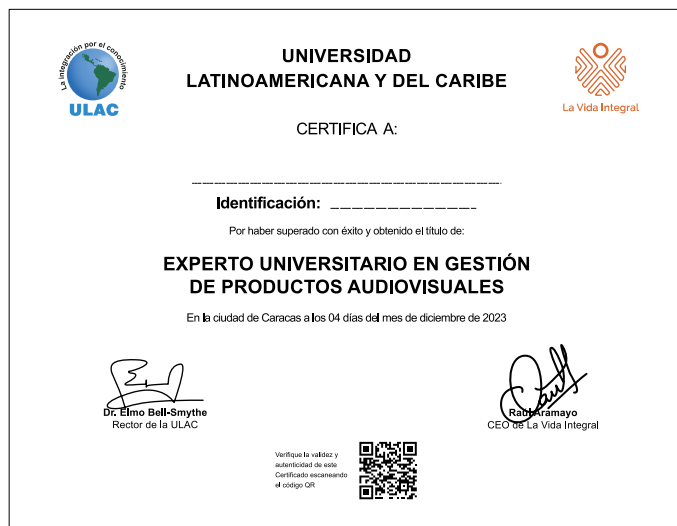 La integración por el conocimiento
ULAC
UNIVERSIDAD
LATINOAMERICANA Y DEL CARIBE
La Vida Integral
CERTIFICA A:
Identificación:
Por haber superado con éxito y obtenido el título de:
EXPERTO UNIVERSITARIO EN GESTIÓN
DE PRODUCTOS AUDIOVISUALES
En la ciudad de Caracas a los 04 días del mes de diciembre de 2023
Dr. Elmo Bell-Smythe
Rector de la ULAC
Raúl Aramayo
CEO de La Vida Integral
Verifique la validez y
autenticidad de este
Certificado escaneando
el código QR